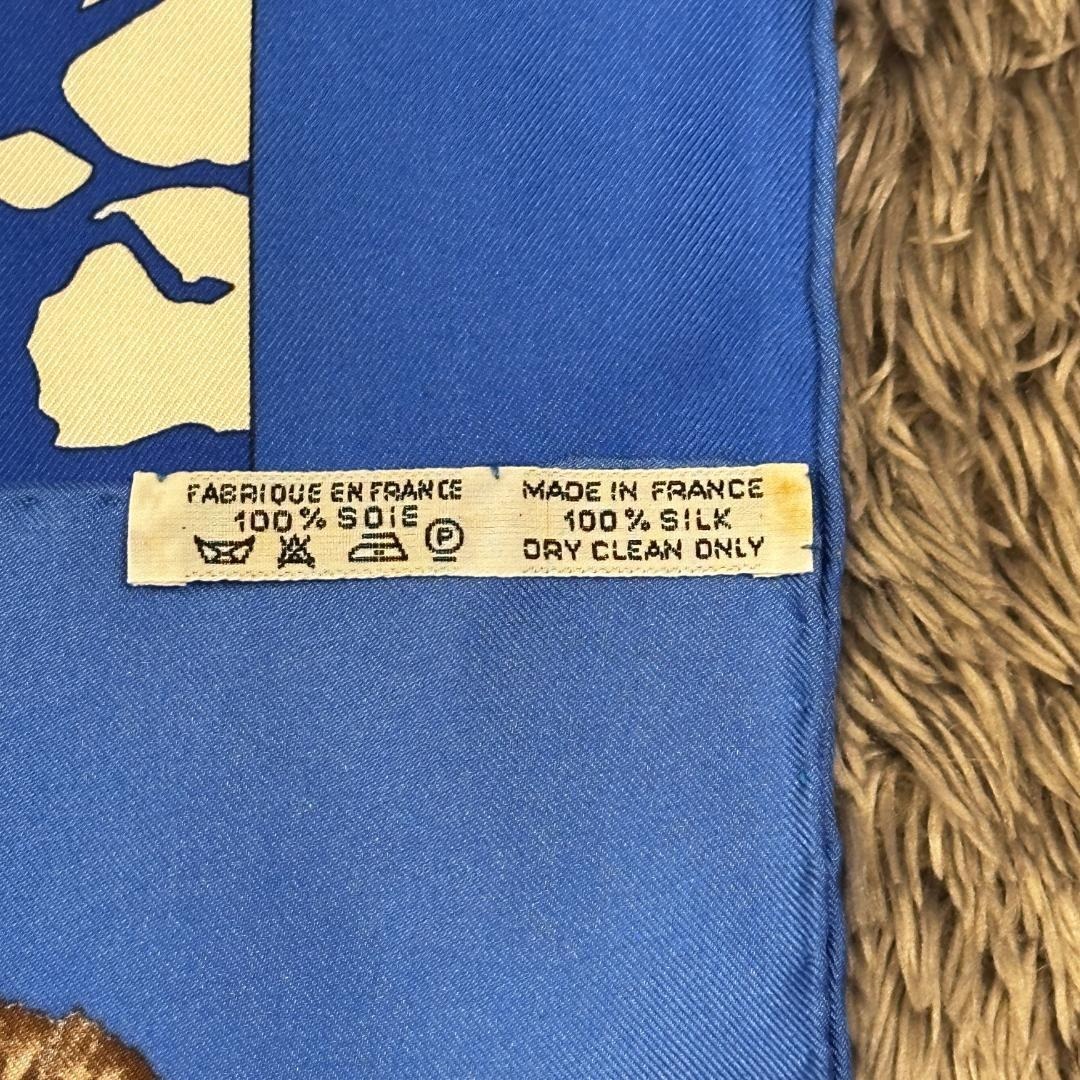 FABRIQUE EN FRANCE
100% SOIE
P
MADE IN FRANCE
100% SILK
DRY CLEAN ONLY